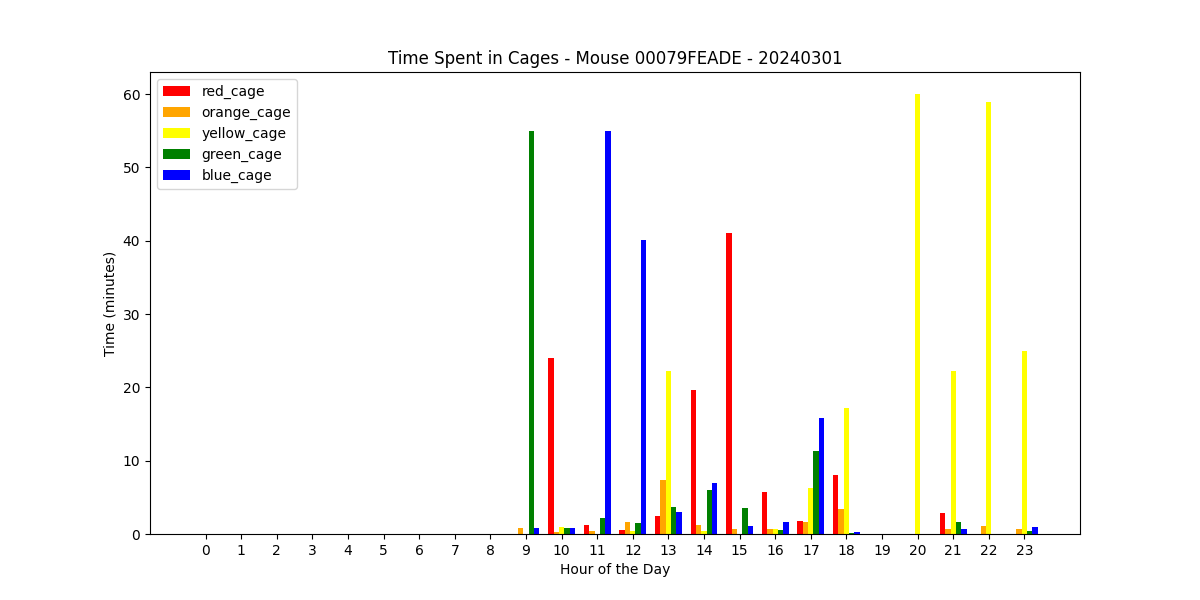 Time Spent in Cages - Mouse 00079FEADE - 20240301
red_cage
orange_cage
yellow_cage
green_cage
blue_cage
Time (minutes)
60
50
40
30
20
10
0
0 1 2 3 4 5 6 7 8 9 10 11 12 13 14 15 16 17 18 19 20 21 22 23
Hour of the Day